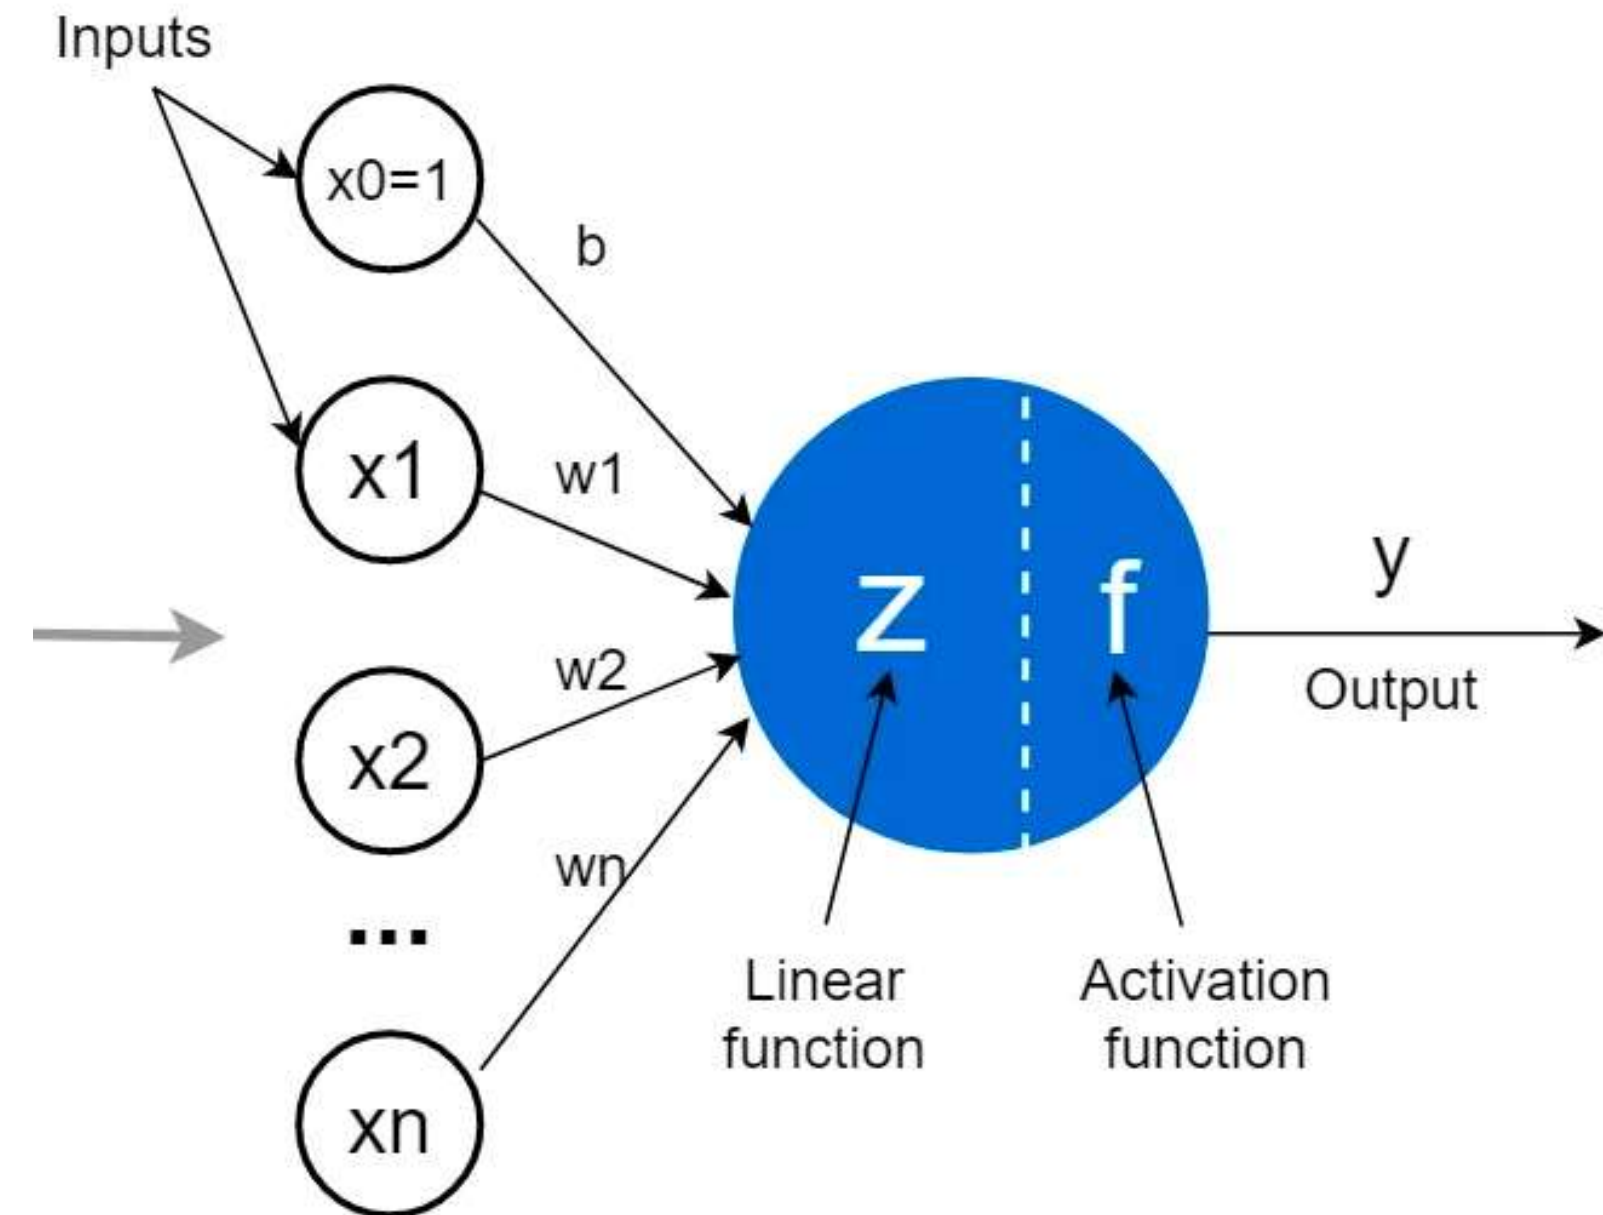 Inputs
x0=1
b
x1
w1
z
f
y
Output
w2
x2
wn
...
xn
Linear
function
Activation
function